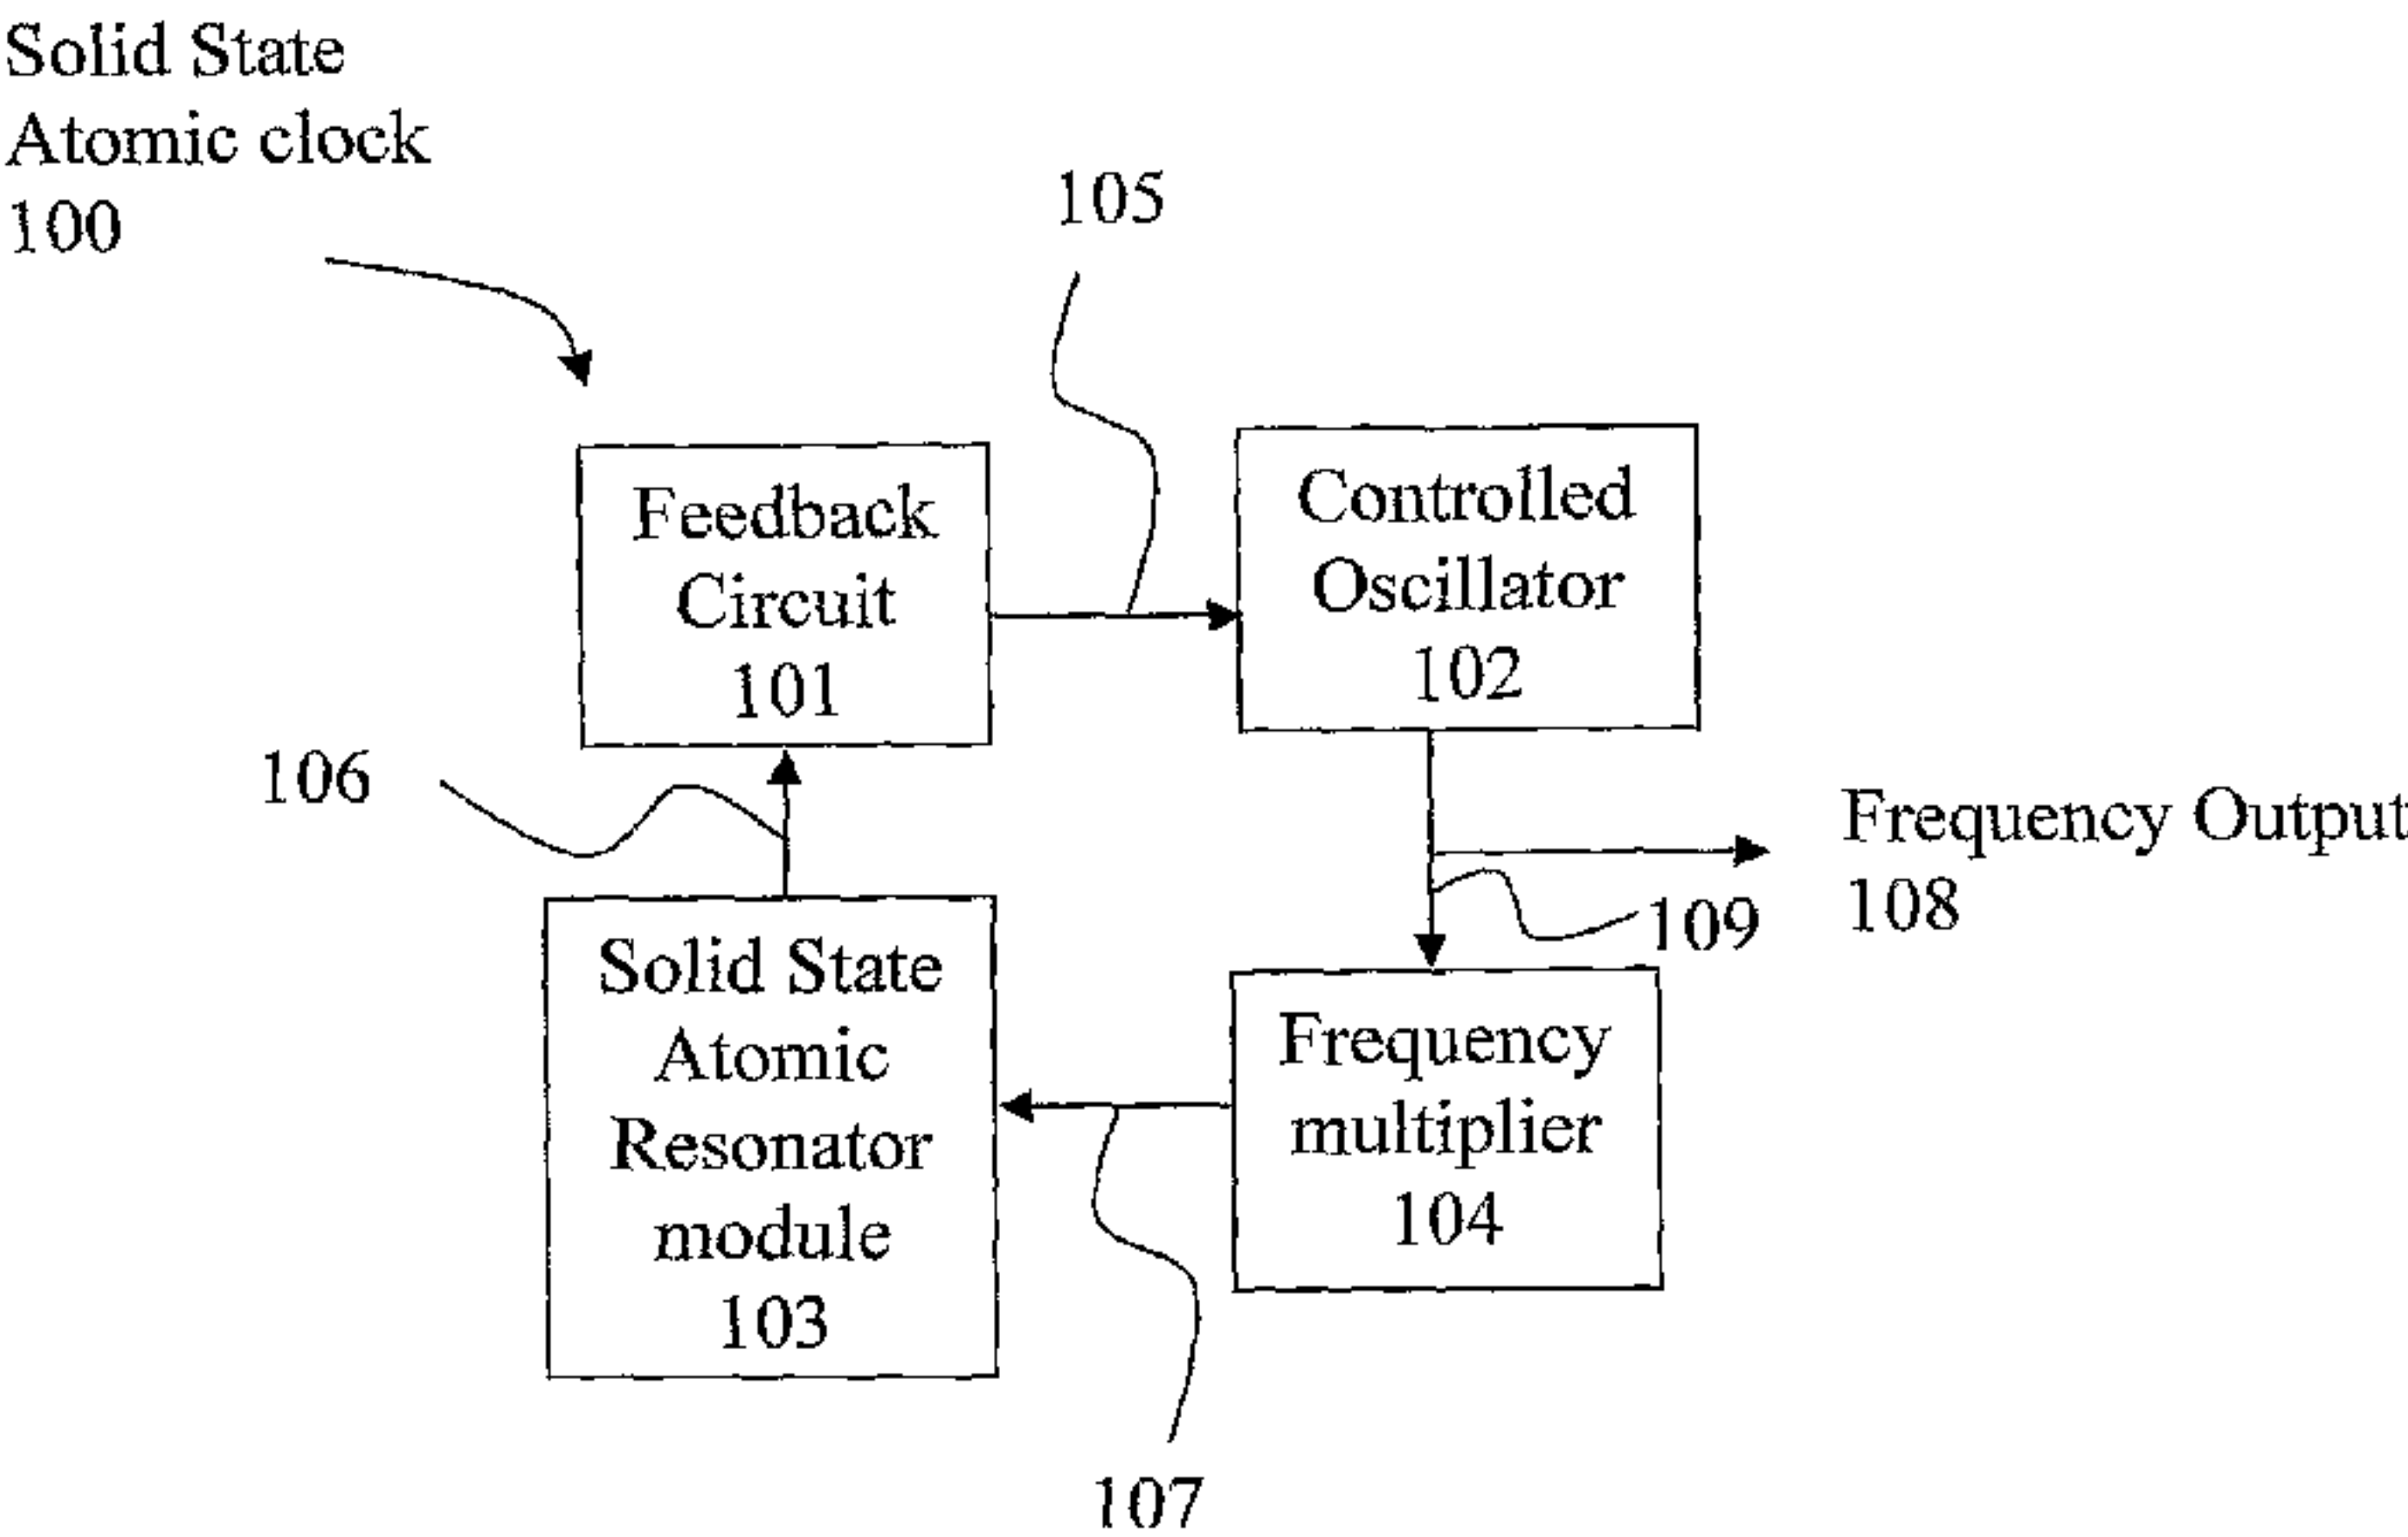 Solid State
Atomic clock
100
105
Feedback
Circuit
101
Controlled
Oscillator
102
106
Frequency Output
108
109
Solid State
Atomic
Resonator
module
103
Frequency
multiplier
104
107